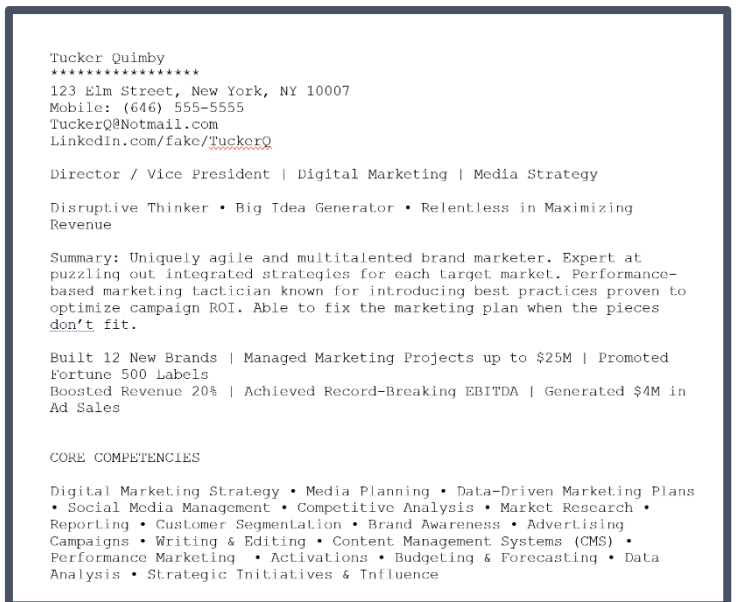 Tucker Quimby
*****************
123 Elm Street, New York, NY 10007
Mobile: (646) 555-5555
TuckerQ@Notmail.com
LinkedIn.com/fake/TuckerQ
Director / Vice President | Digital Marketing | Media Strategy
Disruptive Thinker • Big Idea Generator • Relentless in Maximizing
Revenue
Summary: Uniquely agile and multitalented brand marketer. Expert at
puzzling out integrated strategies for each target market. Performance-
based marketing tactician known for introducing best practices proven to
optimize campaign ROI. Able to fix the marketing plan when the pieces
don't fit.
Built 12 New Brands | Managed Marketing Projects up to $25M | Promoted
Fortune 500 Labels
Boosted Revenue 20% | Achieved Record-Breaking EBITDA | Generated $4M in
Ad Sales
CORE COMPETENCIES
Digital Marketing Strategy • Media Planning • Data-Driven Marketing Plans
• Social Media Management • Competitive Analysis • Market Research •
Reporting • Customer Segmentation • Brand Awareness • Advertising
Campaigns • Writing & Editing • Content Management Systems (CMS) •
Performance Marketing  • Activations • Budgeting & Forecasting • Data
Analysis • Strategic Initiatives & Influence